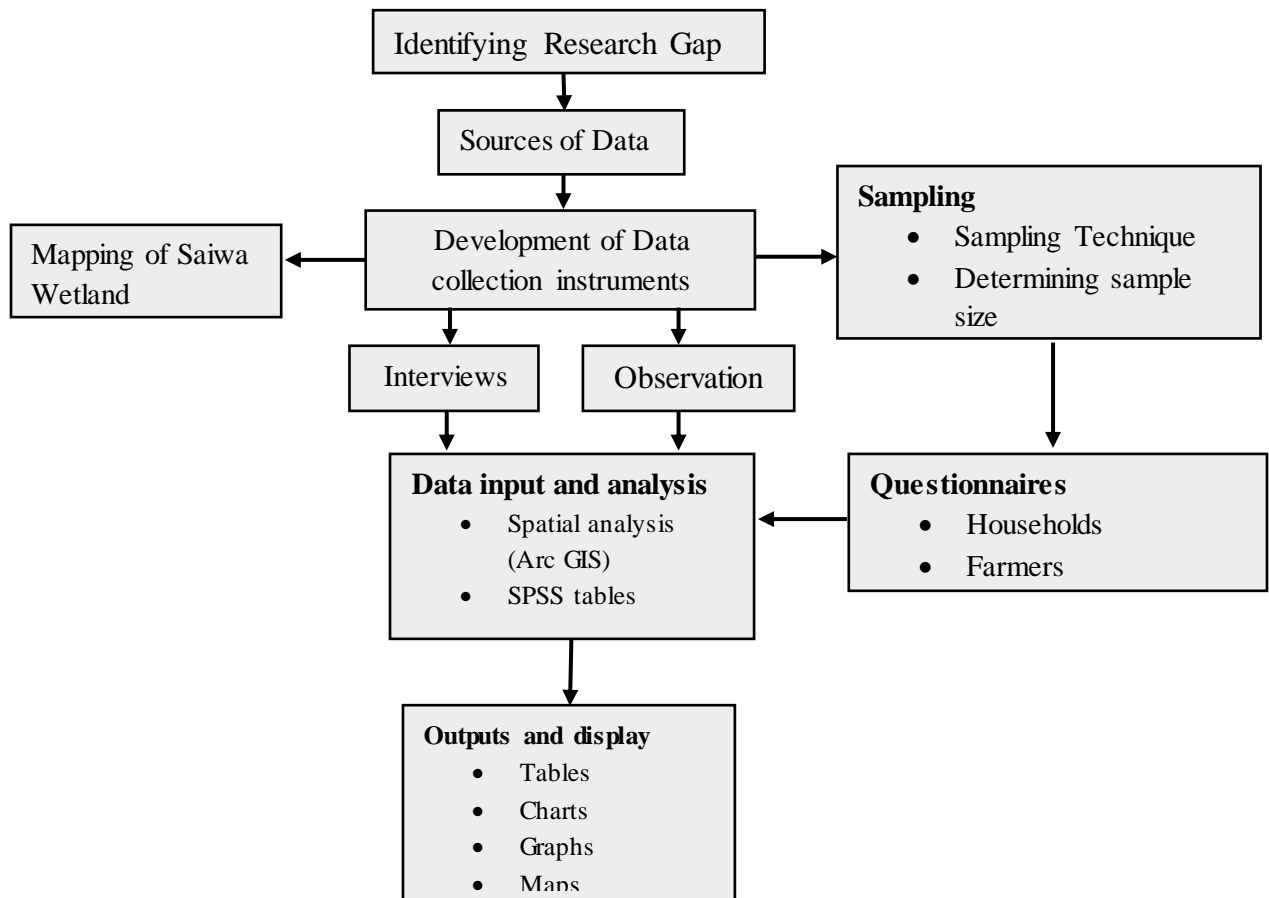 Identifying Research Gap
Sources of Data
Development of Data
collection instruments
Mapping of Saiwa
Wetland
Sampling
• Sampling Technique
• Determining sample
size
Interviews
Observation
Data input and analysis
• Spatial analysis
(Arc GIS)
• SPSS tables
Questionnaires
• Households
• Farmers
Outputs and display
• Tables
• Charts
• Graphs
• Maps